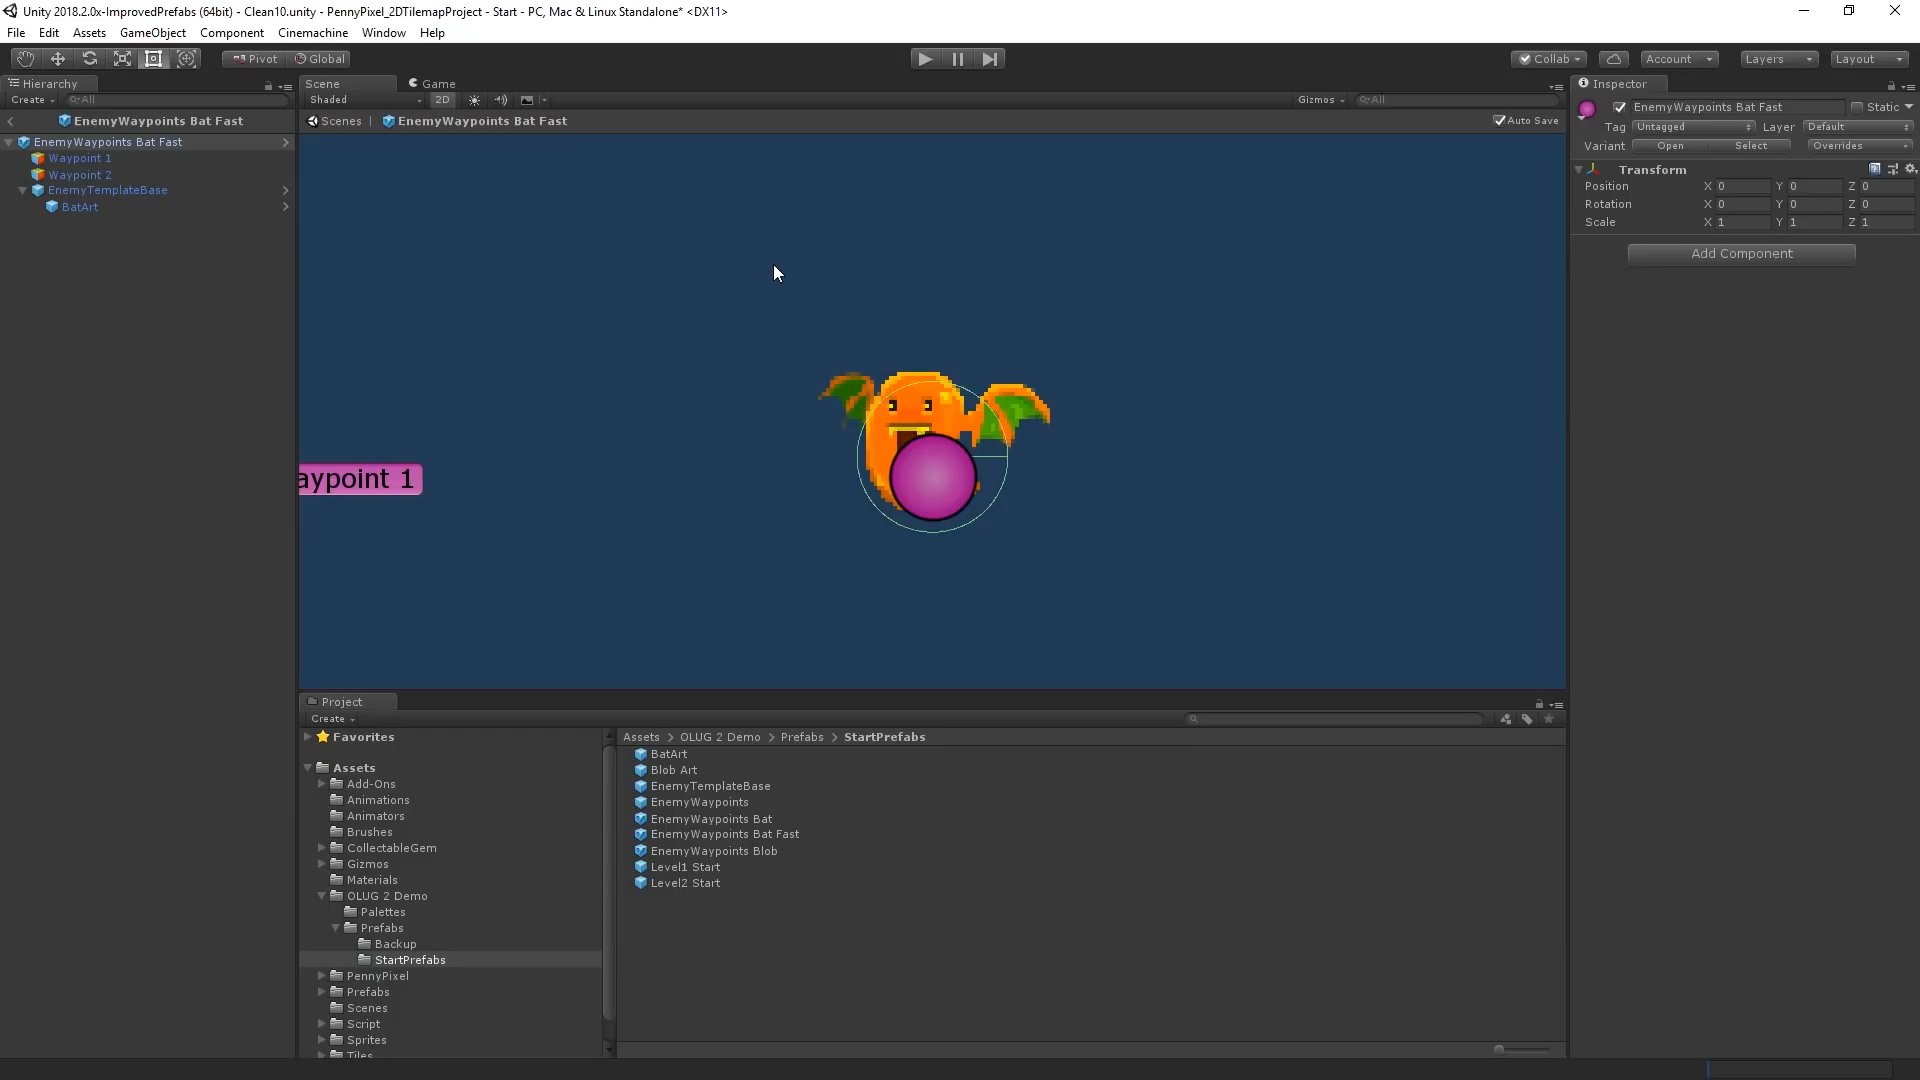 Unity 2018.2.0x-ImprovedPrefabs (64bit) - Clean10.unity - PennyPixel_2DTilemapProject - Start - PC, Mac & Linux Standalone* <DX11>
File Edit Assets GameObject Component Cinemachine Window Help
Pivot Global Collab Account Layers Layout
Hierarchy
Create All
EnemyWaypoints Bat Fast
EnemyWaypoints Bat Fast
Waypoint 1
Waypoint 2
EnemyTemplateBase
BatArt
Scene Game
Shaded 2D Gizmos All
Scenes | EnemyWaypoints Bat Fast Auto Save
aypoint 1
Inspector
EnemyWaypoints Bat Fast Static
Tag Untagged Layer Default
Variant Open Select Overrides
Transform
Position X 0 Y 0 Z 0
Rotation X 0 Y 0 Z 0
Scale X 1 Y 1 Z 1
Add Component
Project
Create
Favorites
Assets
Add-Ons
Animations
Animators
Brushes
CollectableGem
Gizmos
Materials
OLUG 2 Demo
Palettes
Prefabs
Backup
StartPrefabs
PennyPixel
Prefabs
Scenes
Script
Sprites
Tiles
Assets > OLUG 2 Demo > Prefabs > StartPrefabs
BatArt
Blob Art
EnemyTemplateBase
EnemyWaypoints
EnemyWaypoints Bat
EnemyWaypoints Bat Fast
EnemyWaypoints Blob
Level1 Start
Level2 Start